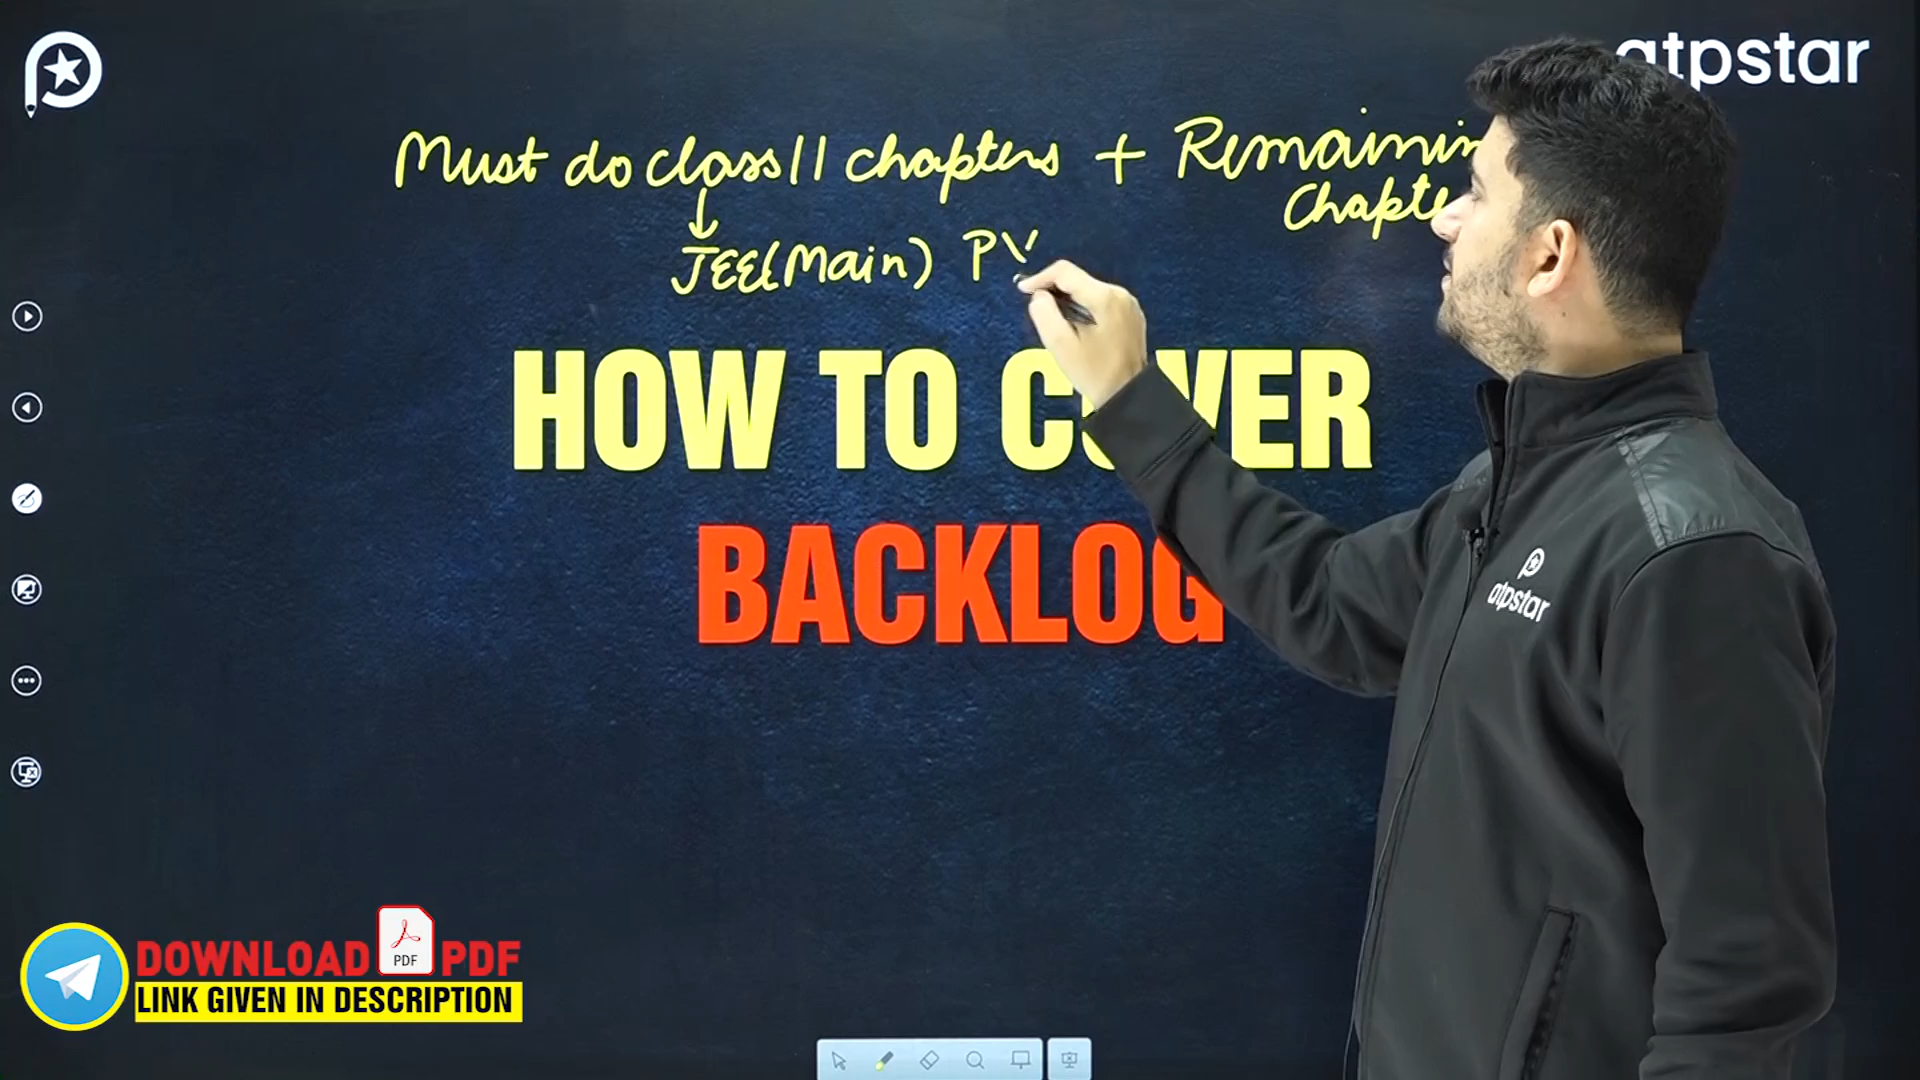 atpstar
Must do class 11 chapters + Remainin
Chapte
JEE(Main) PY
HOW TO COVER
BACKLOG
atpstar
DOWNLOAD PDF PDF
LINK GIVEN IN DESCRIPTION